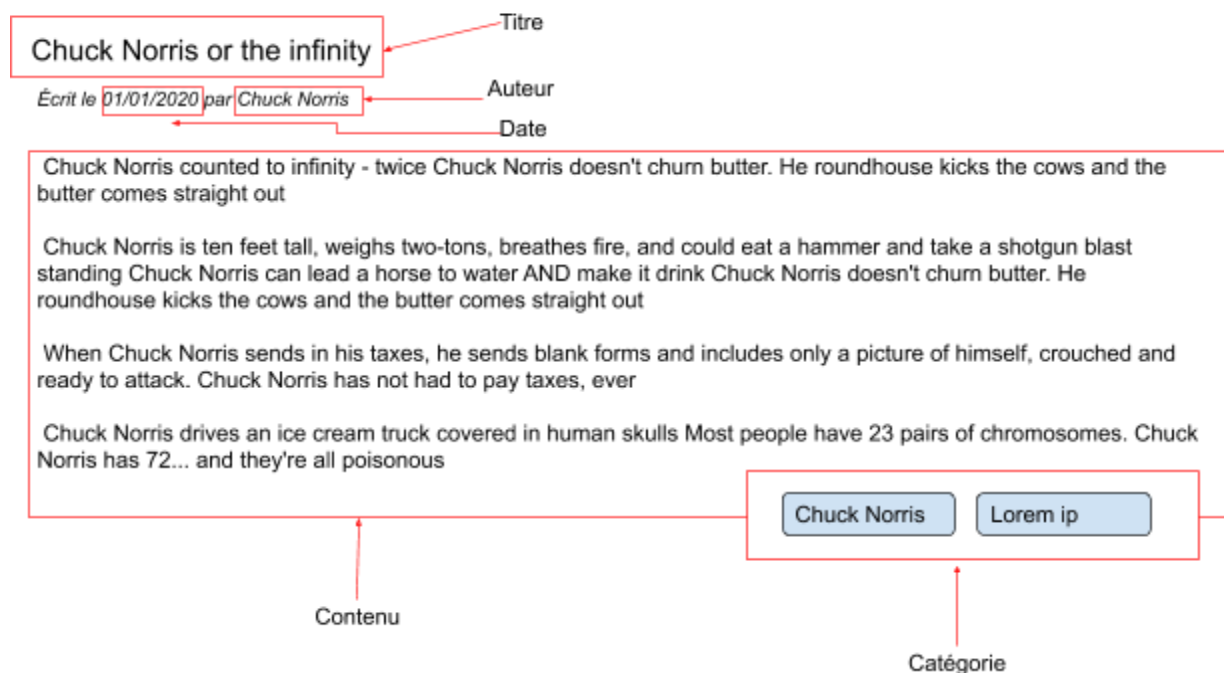 Titre
Chuck Norris or the infinity
Écrit le 01/01/2020 par Chuck Norris
Auteur
Date
Chuck Norris counted to infinity - twice Chuck Norris doesn't churn butter. He roundhouse kicks the cows and the
butter comes straight out
Chuck Norris is ten feet tall, weighs two-tons, breathes fire, and could eat a hammer and take a shotgun blast
standing Chuck Norris can lead a horse to water AND make it drink Chuck Norris doesn't churn butter. He
roundhouse kicks the cows and the butter comes straight out
When Chuck Norris sends in his taxes, he sends blank forms and includes only a picture of himself, crouched and
ready to attack. Chuck Norris has not had to pay taxes, ever
Chuck Norris drives an ice cream truck covered in human skulls Most people have 23 pairs of chromosomes. Chuck
Norris has 72... and they're all poisonous
Chuck Norris
Lorem ip
Contenu
Catégorie